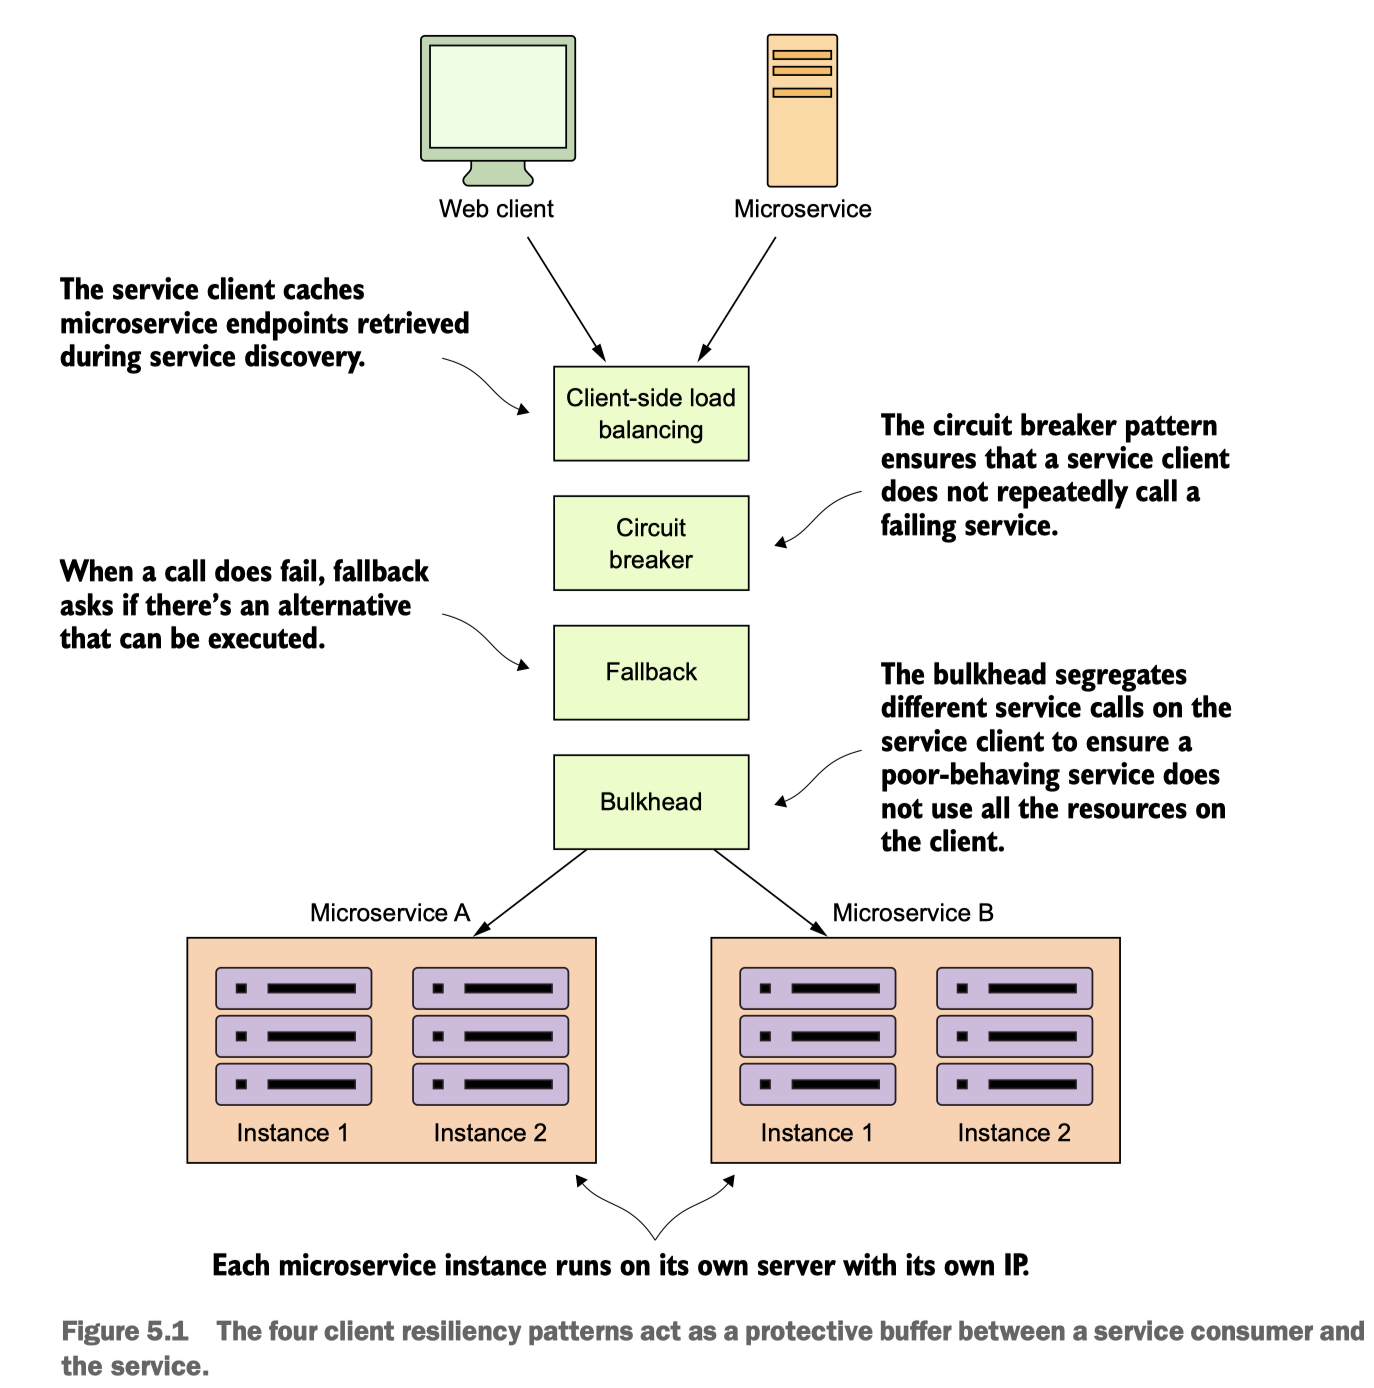 Web client
Microservice
The service client caches
microservice endpoints retrieved
during service discovery.
Client-side load
balancing
The circuit breaker pattern
ensures that a service client
does not repeatedly call a
failing service.
Circuit
breaker
When a call does fail, fallback
asks if there’s an alternative
that can be executed.
Fallback
The bulkhead segregates
different service calls on the
service client to ensure a
poor-behaving service does
not use all the resources on
the client.
Bulkhead
Microservice A
Microservice B
Instance 1
Instance 2
Instance 1
Instance 2
Each microservice instance runs on its own server with its own IP.
Figure 5.1 The four client resiliency patterns act as a protective buffer between a service consumer and
the service.